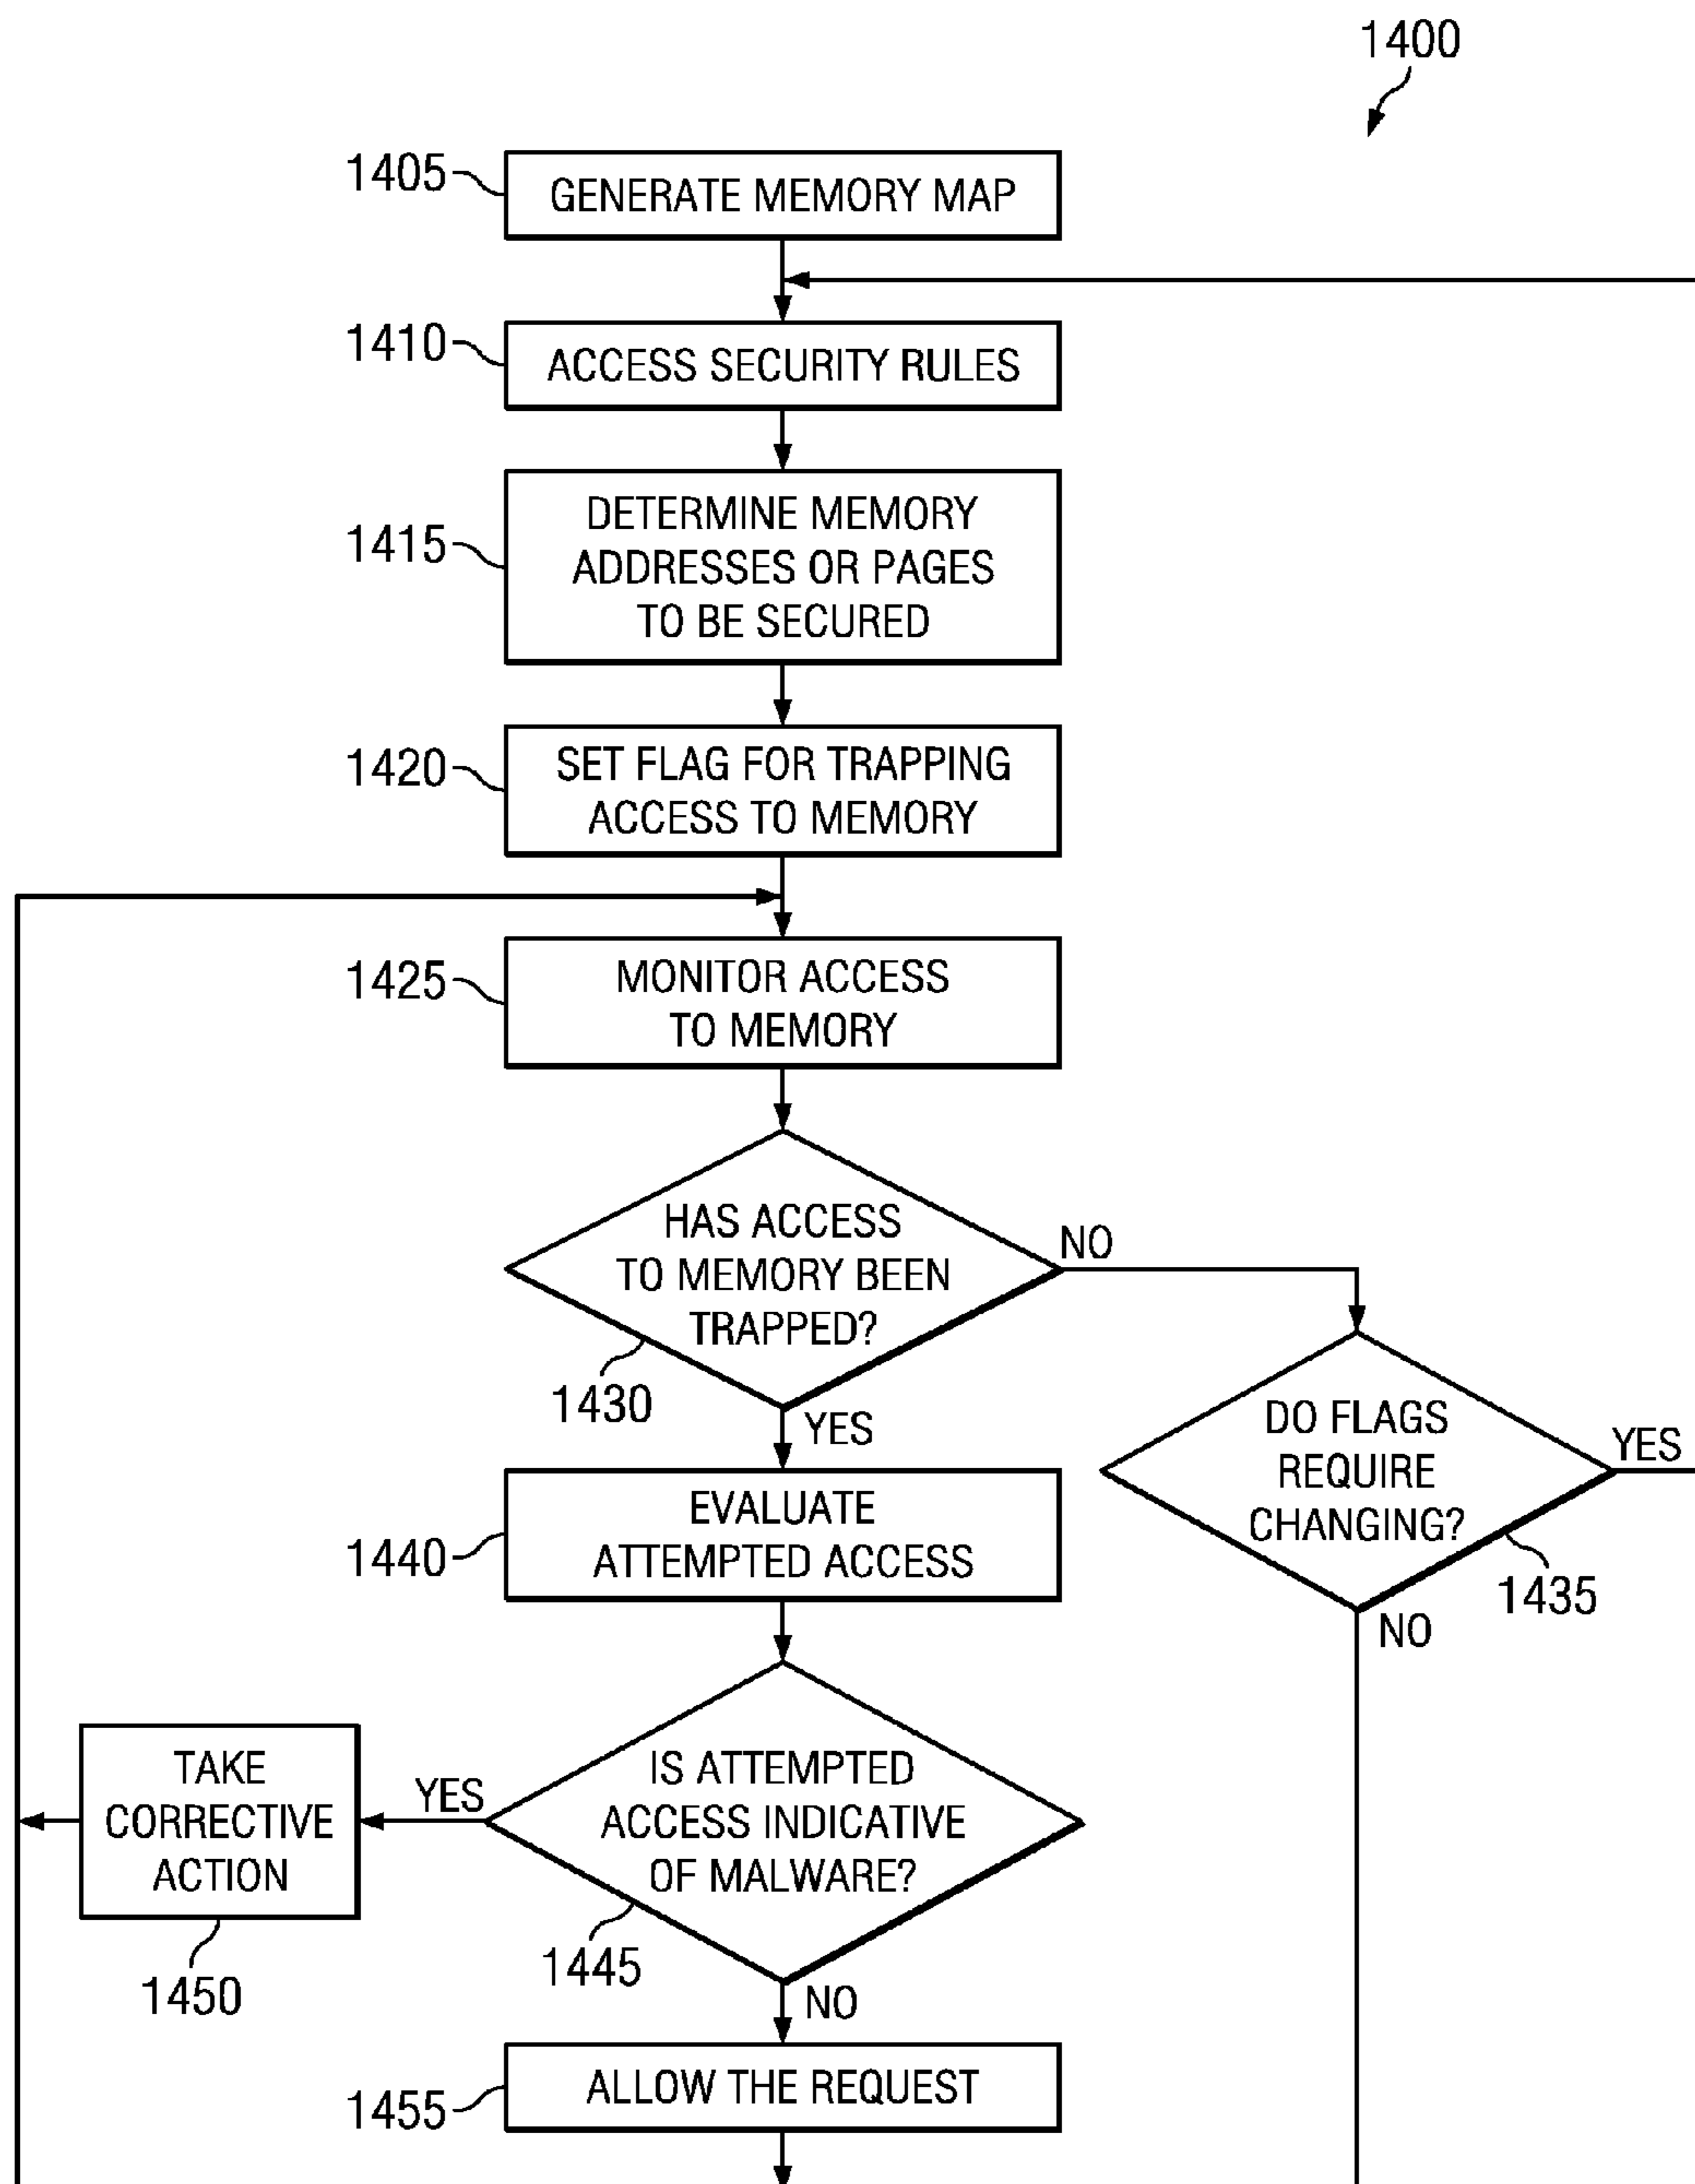 1400
1405
GENERATE MEMORY MAP
1410
ACCESS SECURITY RULES
1415
DETERMINE MEMORY
ADDRESSES OR PAGES
TO BE SECURED
1420
SET FLAG FOR TRAPPING
ACCESS TO MEMORY
1425
MONITOR ACCESS
TO MEMORY
HAS ACCESS
TO MEMORY BEEN
TRAPPED?
NO
1430
YES
DO FLAGS
REQUIRE
CHANGING?
YES
1435
NO
1440
EVALUATE
ATTEMPTED ACCESS
IS ATTEMPTED
ACCESS INDICATIVE
OF MALWARE?
YES
TAKE
CORRECTIVE
ACTION
1450
1445
NO
1455
ALLOW THE REQUEST